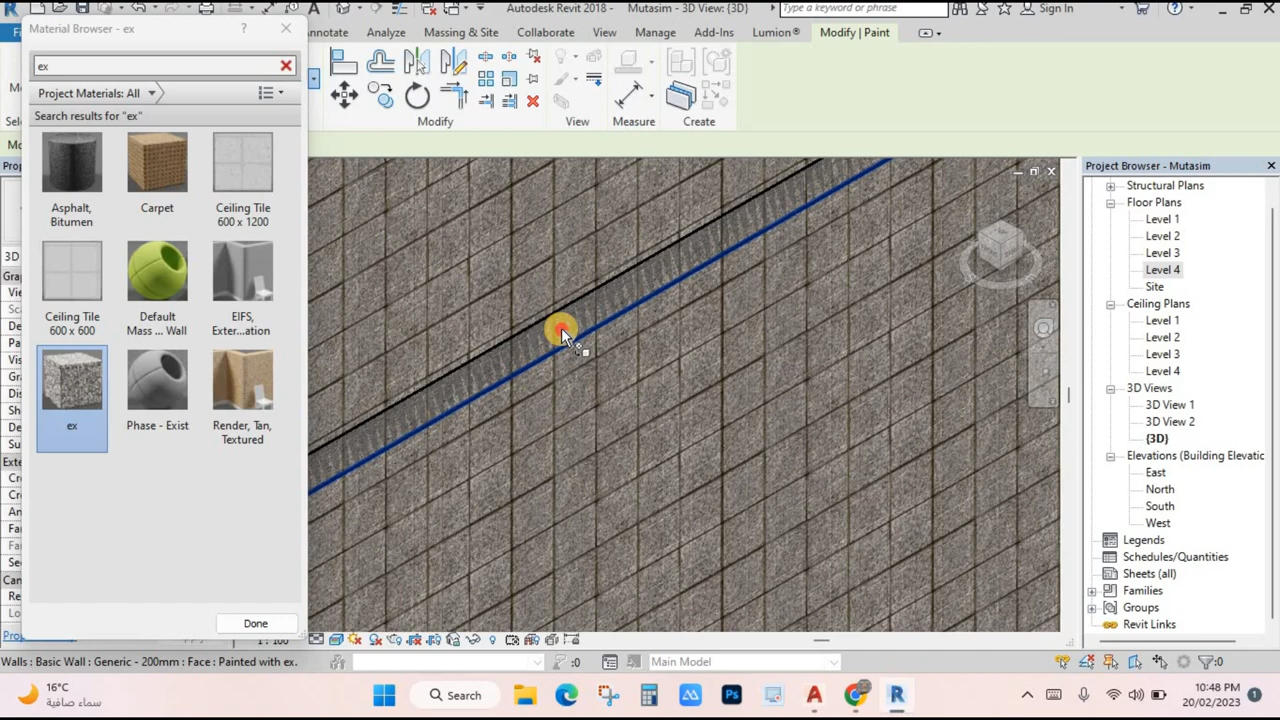 Autodesk Revit 2018 - Mutasim - 3D View: {3D}
Type a keyword or phrase
Sign In
Material Browser - ex
Annotate
Analyze
Massing & Site
Collaborate
View
Manage
Add-Ins
Lumion®
Modify | Paint
ex
Project Materials: All
Search results for "ex"
Modify
View
Measure
Create
Asphalt, Bitumen
Carpet
Ceiling Tile 600 x 1200
Ceiling Tile 600 x 600
Default Mass ... Wall
EIFS, Exter...ation
ex
Phase - Exist
Render, Tan, Textured
Done
Project Browser - Mutasim
Structural Plans
Floor Plans
Level 1
Level 2
Level 3
Level 4
Site
Ceiling Plans
Level 1
Level 2
Level 3
Level 4
3D Views
3D View 1
3D View 2
{3D}
Elevations (Building Elevatic
East
North
South
West
Legends
Schedules/Quantities
Sheets (all)
Families
Groups
Revit Links
1 : 100
Walls : Basic Wall : Generic - 200mm : Face : Painted with ex.
:0
Main Model
:0
16°C
سماء صافية
Search
10:48 PM
20/02/2023